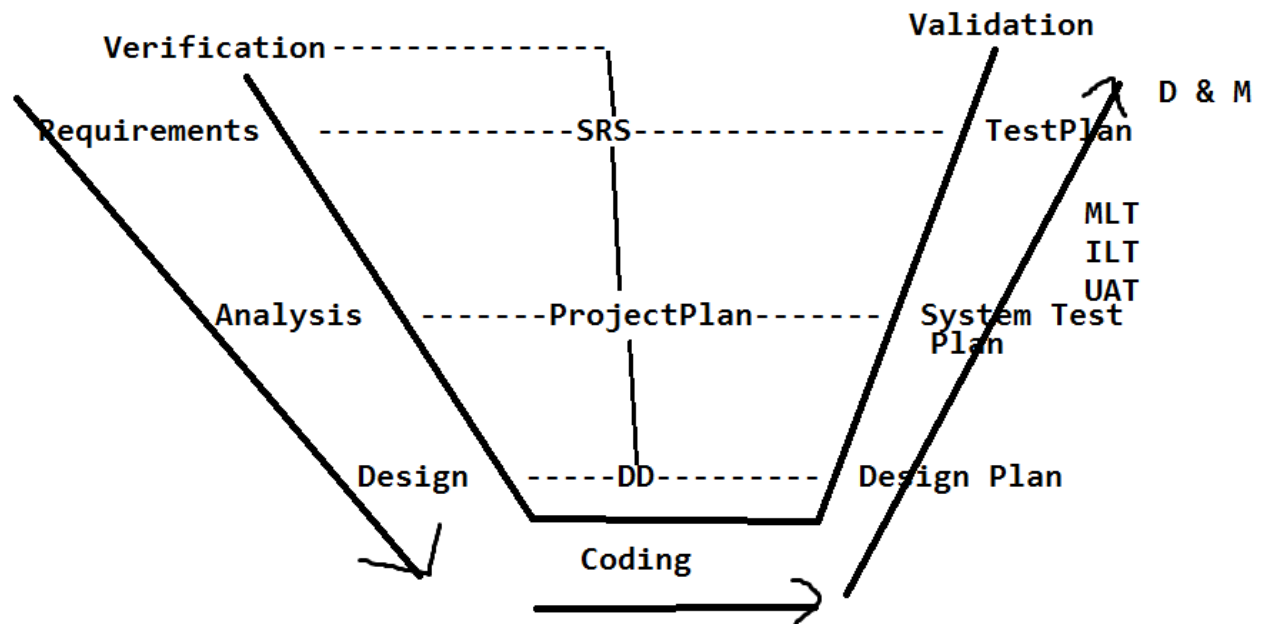 Verification---------------
Validation
D & M
Requirements --------------SRS----------------- TestPlan
MLT
ILT
UAT
Analysis -------ProjectPlan------- System Test
Plan
Design -----DD--------- Design Plan
Coding